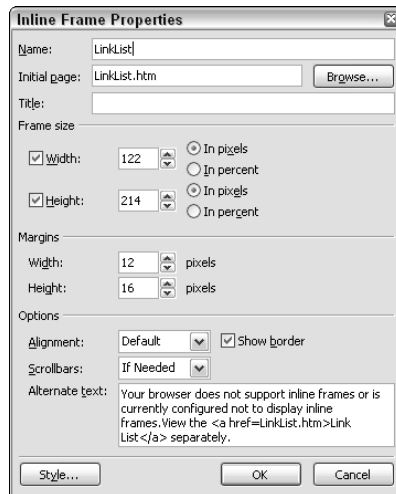 Inline Frame Properties
Name: LinkList
Initial page: LinkList.htm Browse...
Title:
Frame size
Width: 122 In pixels
In percent
Height: 214 In pixels
In percent
Margins
Width: 12 pixels
Height: 16 pixels
Options
Alignment: Default Show border
Scrollbars: If Needed
Alternate text: Your browser does not support inline frames or is
currently configured not to display inline
frames.View the <a href=LinkList.htm>Link
List</a> separately.
Style... OK Cancel